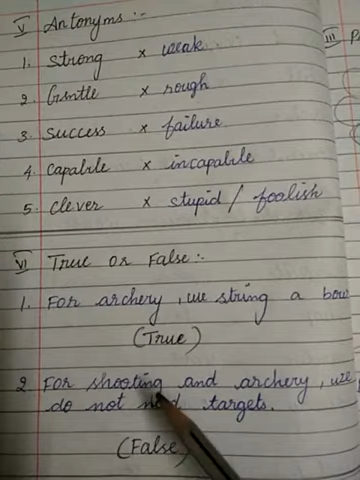 V Antonyms :-
1. Strong × weak
2. Gentle × rough
3. Success × failure
4. Capable × incapable
5. Clever × stupid / foolish
VI True or False :-
1. For archery, we string a bow
(True)
2 For shooting and archery, we
do not need targets.
(False)
III P